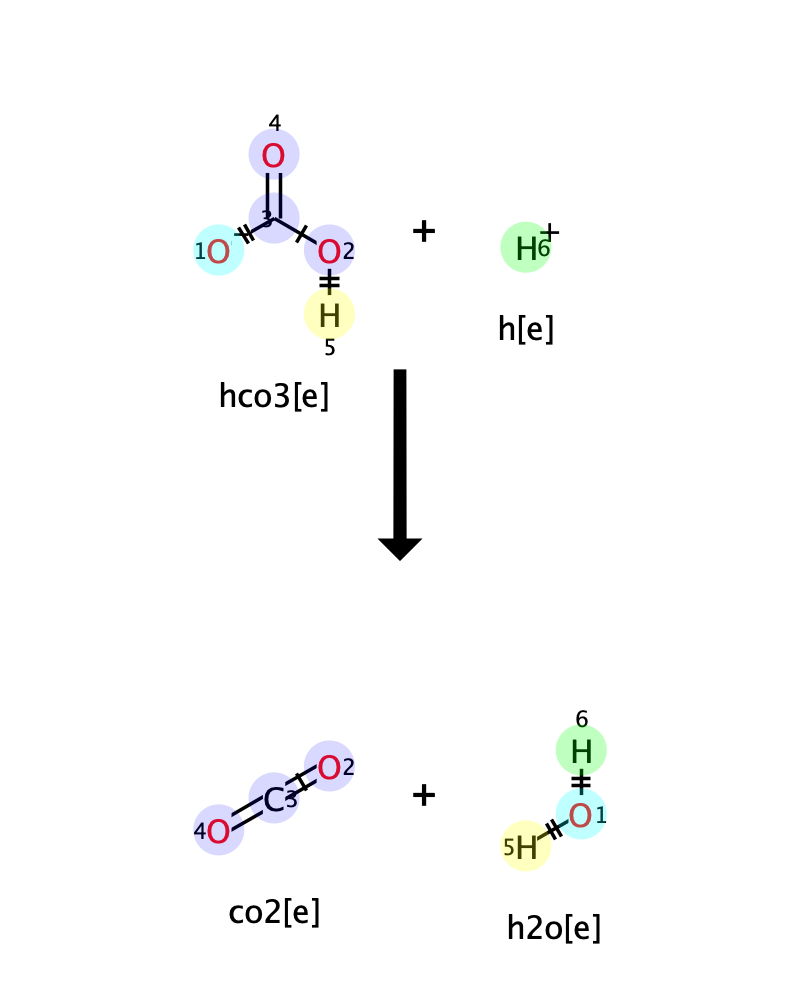 4
O
3
1O-
O2
H
5
hco3[e]
+
H6+
h[e]
O2
C3
4O
co2[e]
+
6
H
O1
5H
h2o[e]